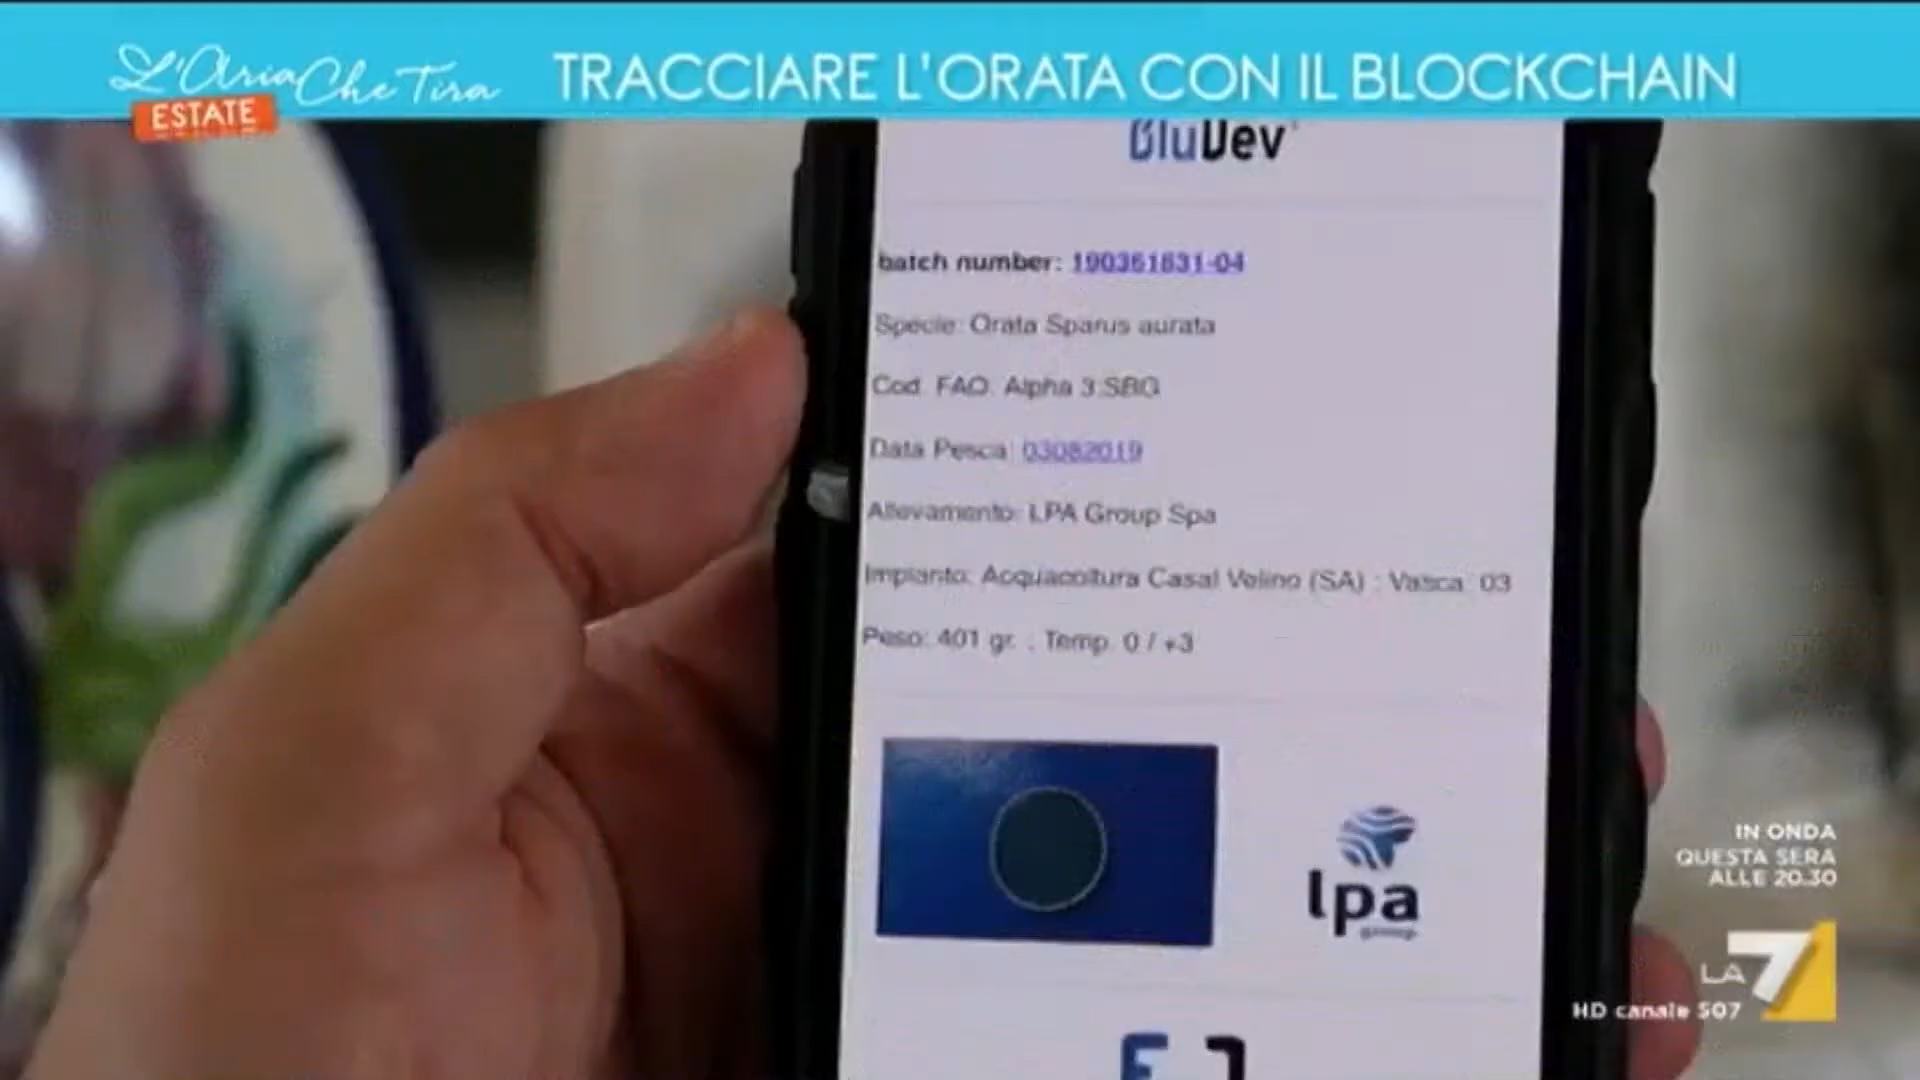 L'Aria Che Tira
ESTATE
TRACCIARE L'ORATA CON IL BLOCKCHAIN
BluDev
batch number: 190361631-04
Specie: Orata Sparus aurata
Cod. FAO. Alpha 3:SBG
Data Pesca: 03082019
Allevamento: LPA Group Spa
Impianto: Acquacoltura Casal Velino (SA) : Vasca: 03
Peso: 401 gr. : Temp. 0 / +3
lpa
group
IN ONDA
QUESTA SERA
ALLE 20.30
LA7
HD canale 507